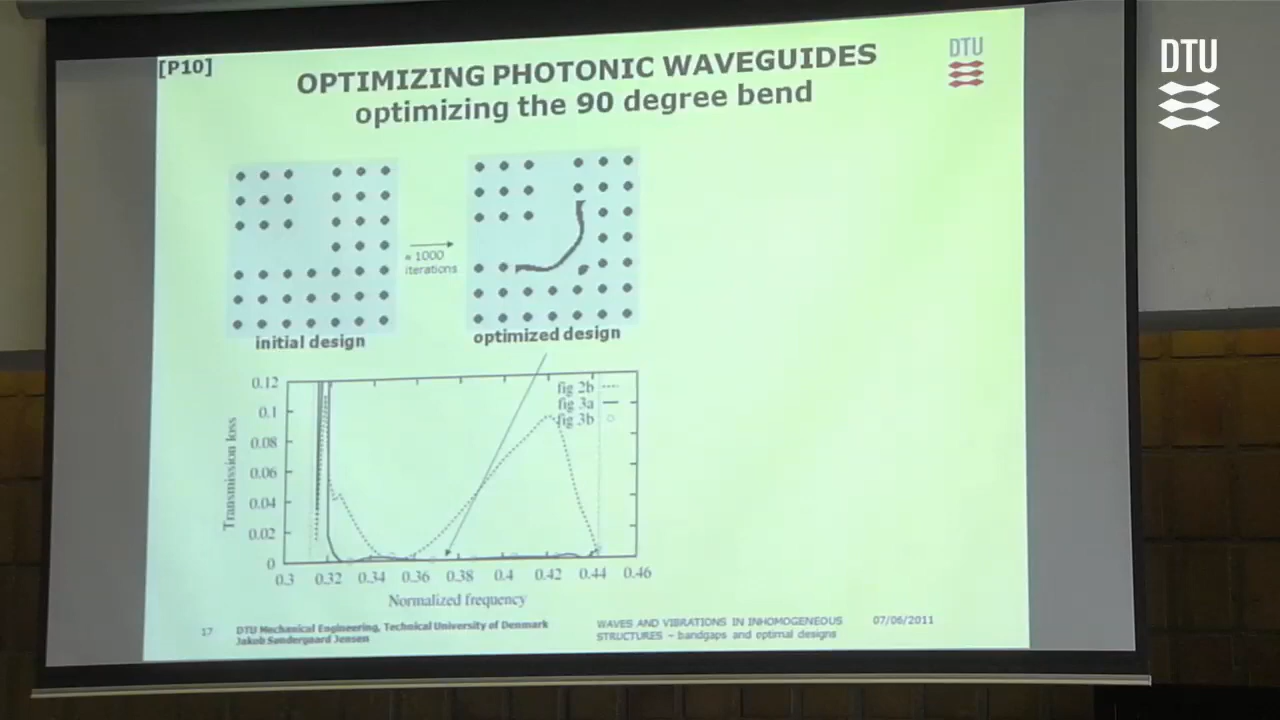 [P10]
OPTIMIZING PHOTONIC WAVEGUIDES
optimizing the 90 degree bend
DTU
DTU
≈ 1000
iterations
initial design
optimized design
0.12
0.1
0.08
0.06
0.04
0.02
0
Transmission loss
fig 2b
fig 3a
fig 3b
0.3 0.32 0.34 0.36 0.38 0.4 0.42 0.44 0.46
Normalized frequency
17
DTU Mechanical Engineering, Technical University of Denmark
Jakob Søndergaard Jensen
WAVES AND VIBRATIONS IN INHOMOGENEOUS
STRUCTURES – bandgaps and optimal designs
07/06/2011